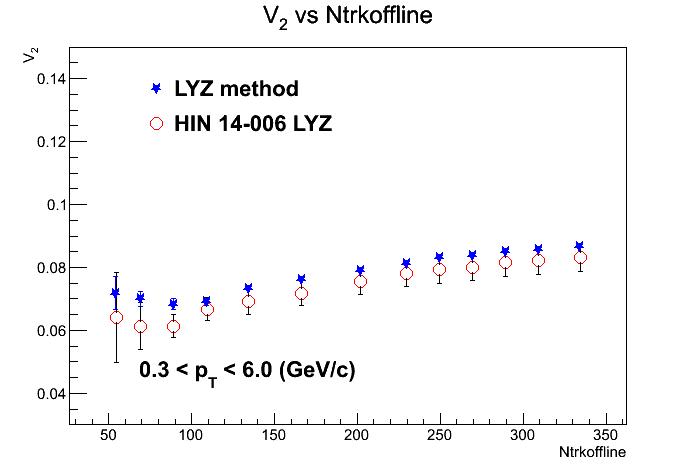 V2 vs Ntrkoffline
V2
0.14
LYZ method
HIN 14-006 LYZ
0.12
0.1
0.08
0.06
0.3 < pT < 6.0 (GeV/c)
0.04
50 100 150 200 250 300 350
Ntrkoffline